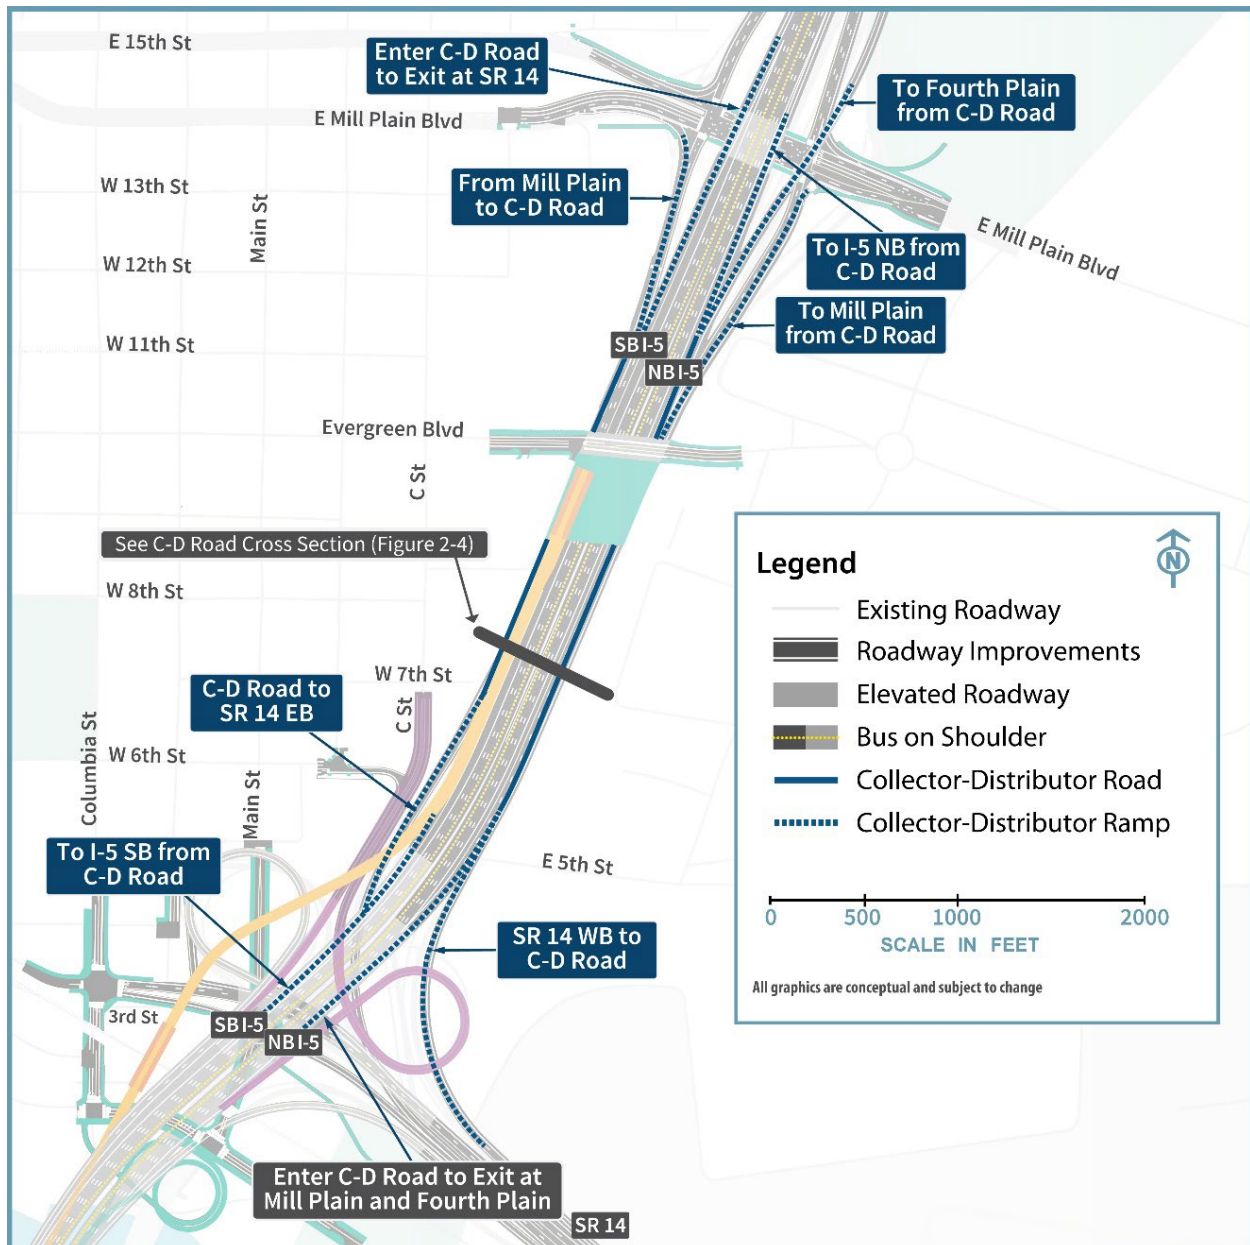 E 15th St
Enter C-D Road
to Exit at SR 14
To Fourth Plain
from C-D Road
E Mill Plain Blvd
W 13th St
Main St
From Mill Plain
to C-D Road
E Mill Plain Blvd
To I-5 NB from
C-D Road
W 12th St
To Mill Plain
from C-D Road
W 11th St
SB I-5
NB I-5
Evergreen Blvd
C St
See C-D Road Cross Section (Figure 2-4)
W 8th St
W 7th St
C-D Road to
SR 14 EB
C St
Columbia St
W 6th St
Main St
To I-5 SB from
C-D Road
E 5th St
SR 14 WB to
C-D Road
3rd St
SB I-5
NB I-5
Enter C-D Road to Exit at
Mill Plain and Fourth Plain
SR 14
Legend
N
Existing Roadway
Roadway Improvements
Elevated Roadway
Bus on Shoulder
Collector-Distributor Road
Collector-Distributor Ramp
0 500 1000 2000
SCALE IN FEET
All graphics are conceptual and subject to change